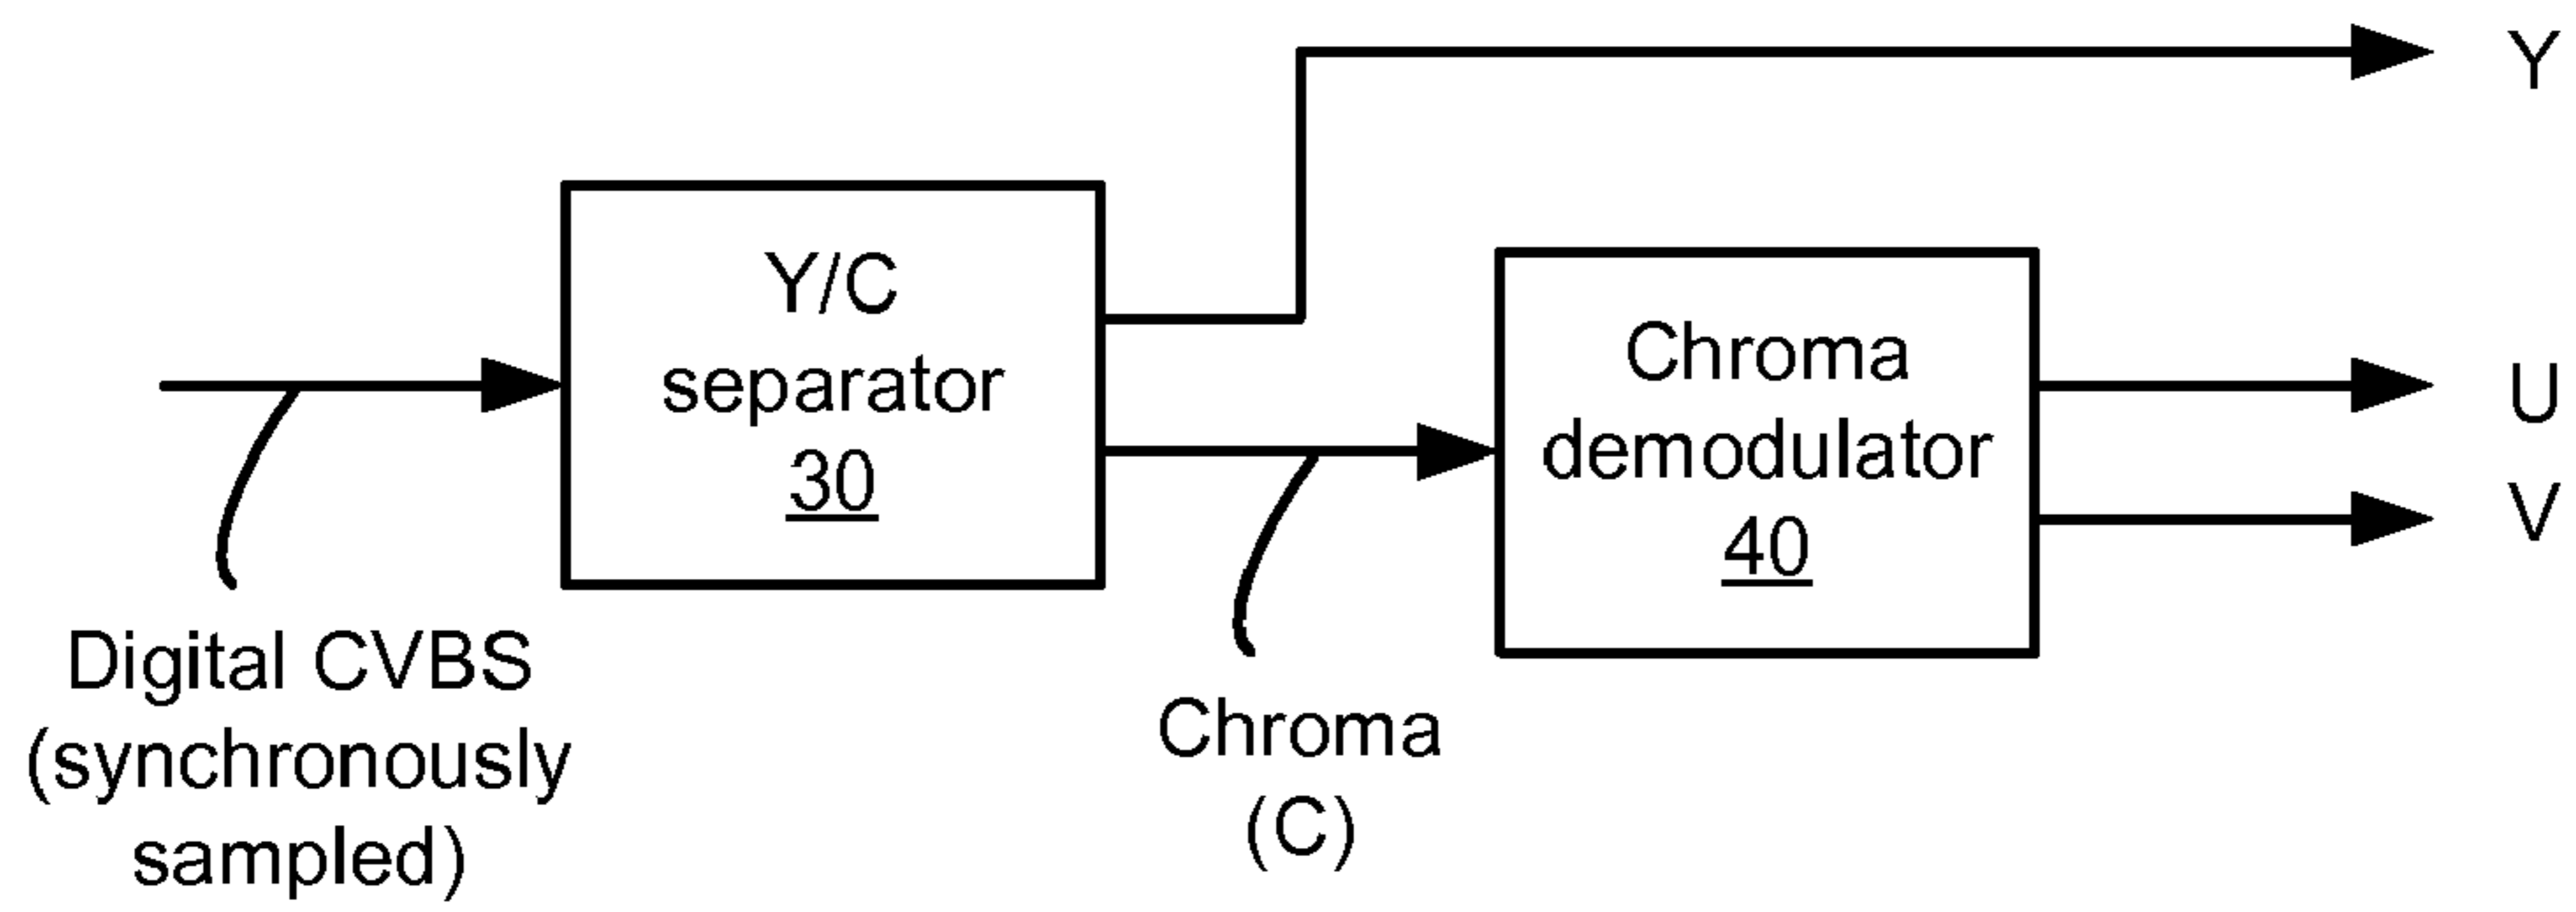 Y
Y/C
separator
30
Chroma
demodulator
40
U
V
Digital CVBS
(synchronously
sampled)
Chroma
(C)